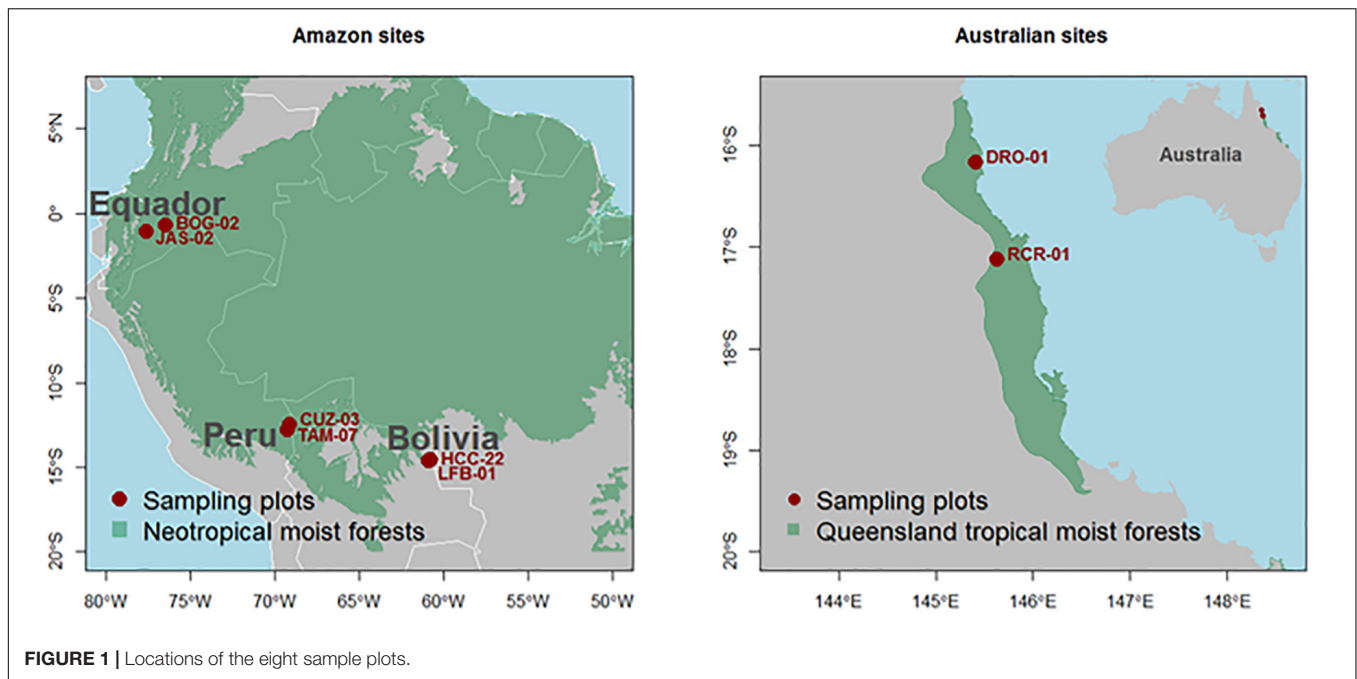 Amazon sites
5°N
0°
5°S
10°S
15°S
20°S
80°W
75°W
70°W
65°W
60°W
55°W
50°W
Equador
BOG-02
JAS-02
CUZ-03
Peru
TAM-07
Bolivia
HCC-22
LFB-01
Sampling plots
Neotropical moist forests
Australian sites
16°S
17°S
18°S
19°S
20°S
144°E
145°E
146°E
147°E
148°E
DRO-01
RCR-01
Australia
Sampling plots
Queensland tropical moist forests
FIGURE 1 | Locations of the eight sample plots.